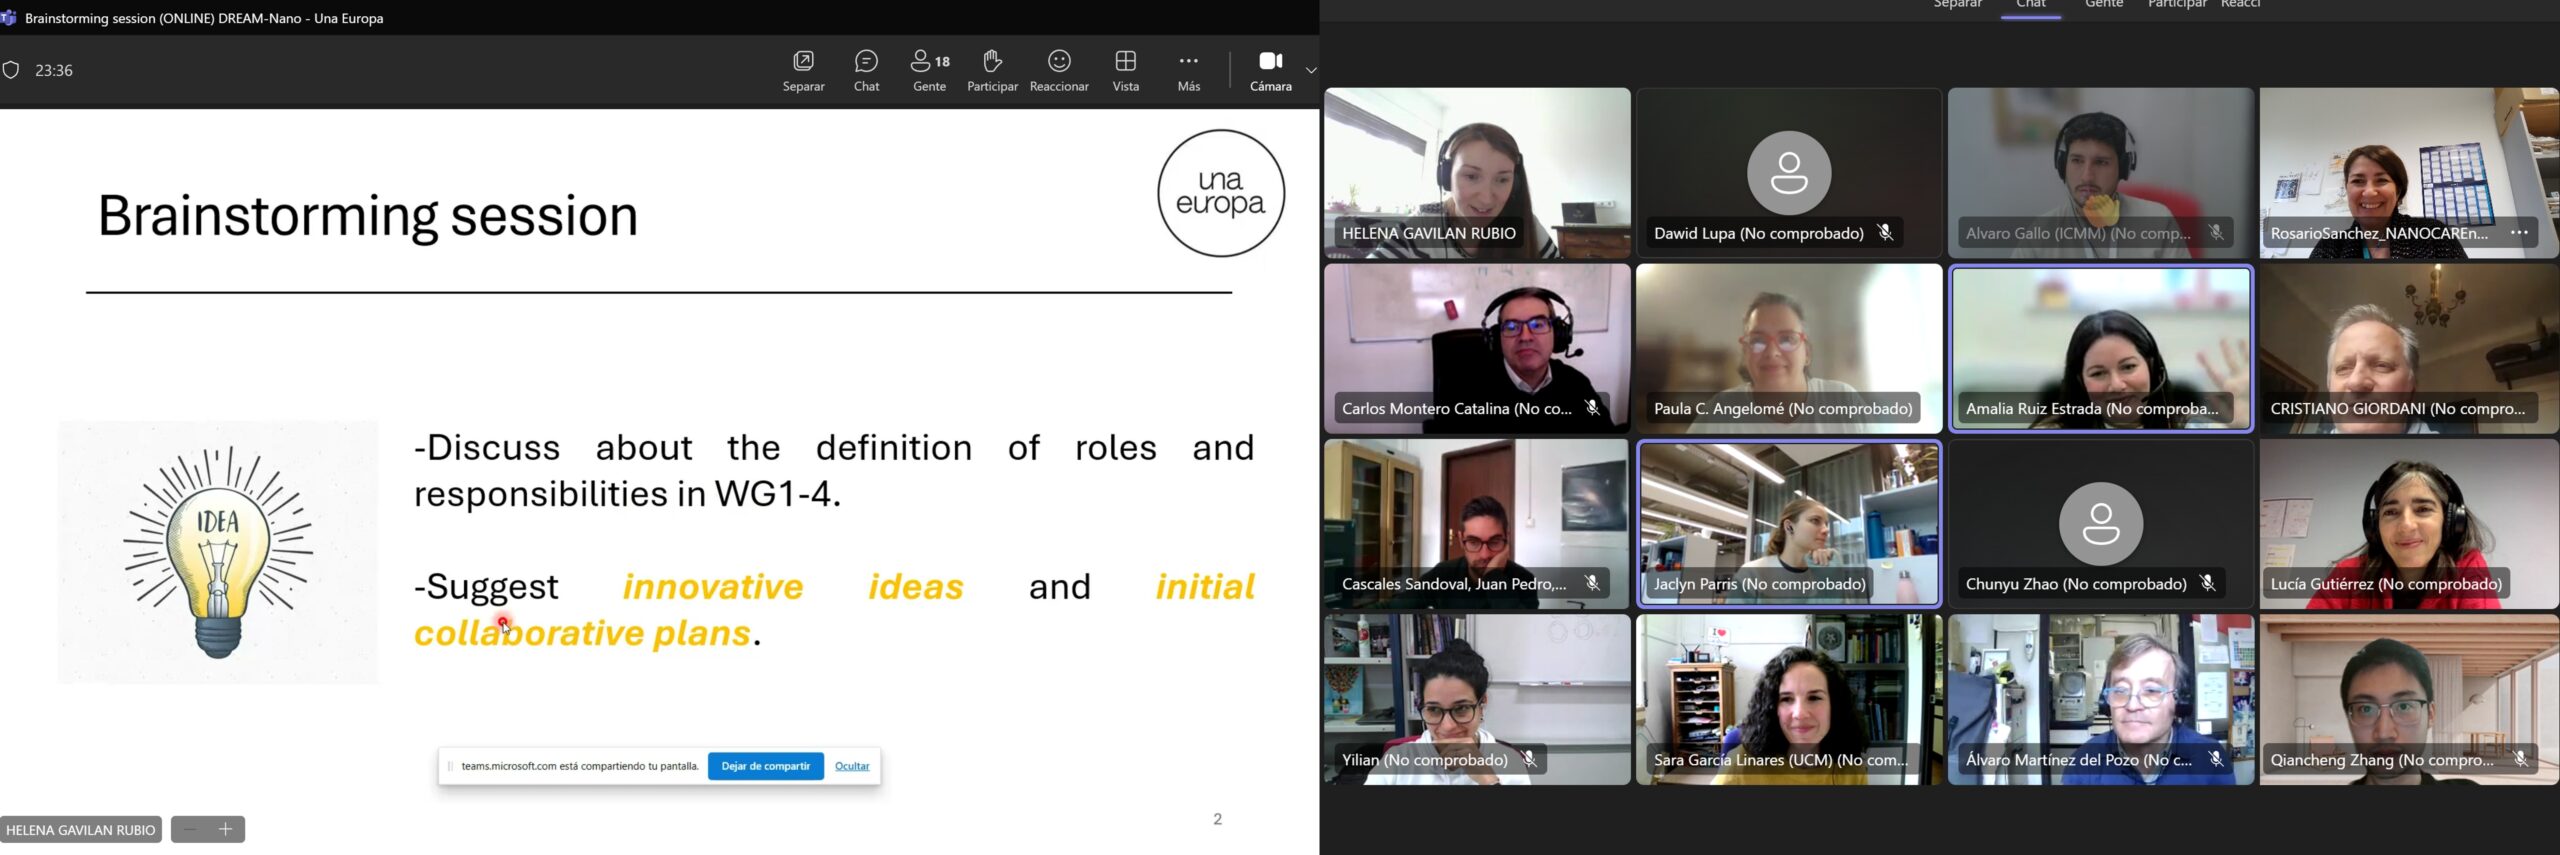 Brainstorming session (ONLINE) DREAM-Nano - Una Europa
23:36
18
Separar
Chat
Gente
Participar
Reaccionar
Vista
Más
Cámara
una
europa
Brainstorming session
IDEA
-Discuss about the definition of roles and
responsibilities in WG1-4.
-Suggest innovative ideas and initial
collaborative plans.
teams.microsoft.com está compartiendo tu pantalla.
Dejar de compartir
Ocultar
2
HELENA GAVILAN RUBIO
Separar
Chat
Gente
Participar
Reacci
HELENA GAVILAN RUBIO
Dawid Lupa (No comprobado)
Alvaro Gallo (ICMM) (No comp...
RosarioSanchez_NANOCAREn...
Carlos Montero Catalina (No co...
Paula C. Angelomé (No comprobado)
Amalia Ruiz Estrada (No comproba...
CRISTIANO GIORDANI (No compro...
Cascales Sandoval, Juan Pedro,...
Jaclyn Parris (No comprobado)
Chunyu Zhao (No comprobado)
Lucía Gutiérrez (No comprobado)
Yilian (No comprobado)
Sara García Linares (UCM) (No com...
Álvaro Martínez del Pozo (No c...
Qiancheng Zhang (No compro...